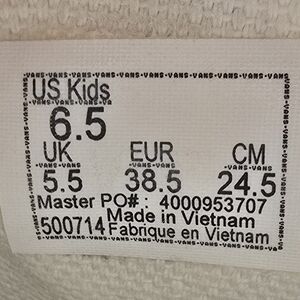 US Kids
6.5
UK EUR CM
5.5 38.5 24.5
Master PO# : 4000953707
500714 Made in Vietnam
Fabrique en Vietnam